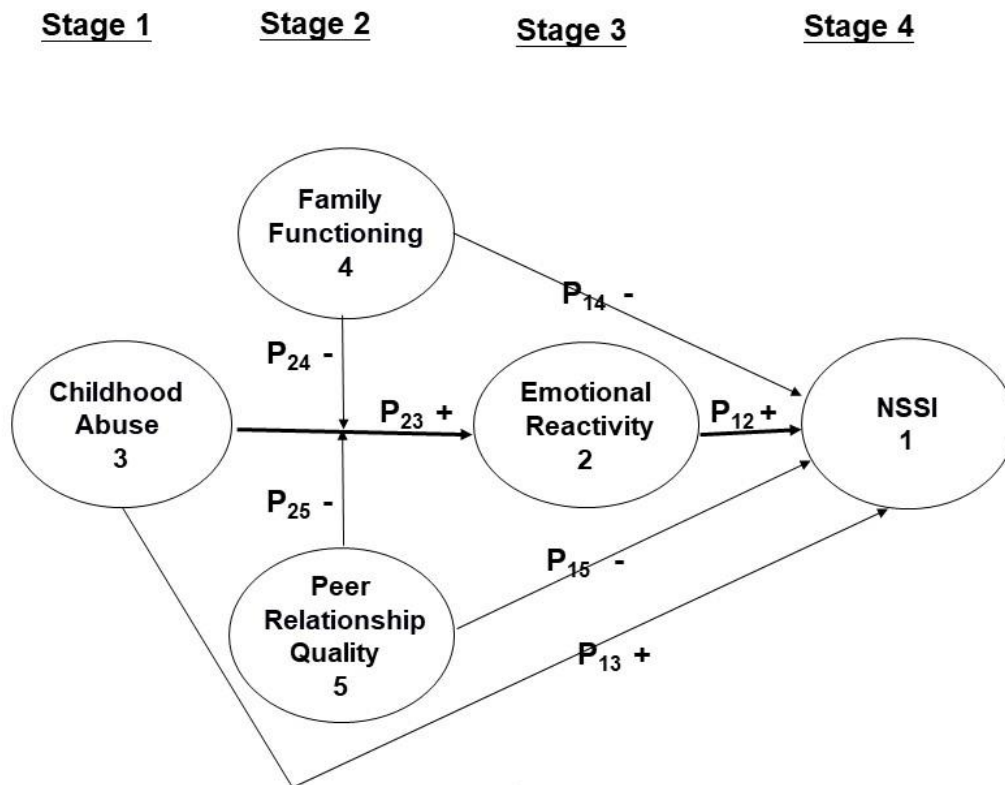 Stage 1
Stage 2
Stage 3
Stage 4
Family
Functioning
4
P14 -
P24 -
Childhood
Abuse
3
P23 +
Emotional
Reactivity
2
P12 +
NSSI
1
P25 -
Peer
Relationship
Quality
5
P15 -
P13 +